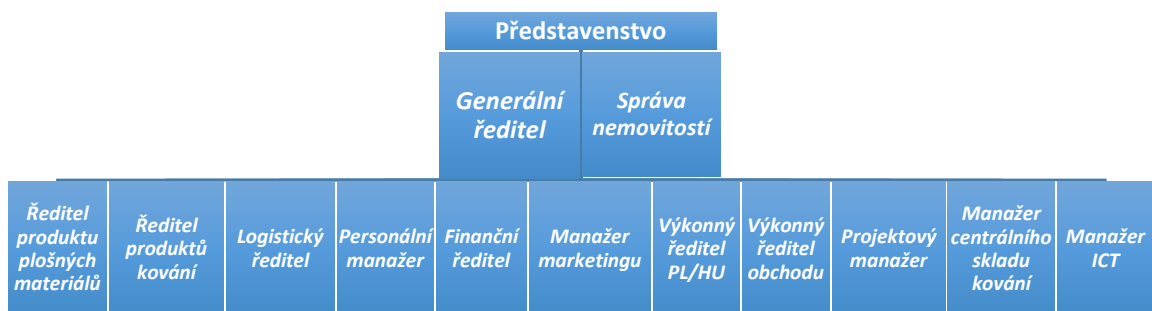 Představenstvo
Generální
ředitel
Správa
nemovitostí
Ředitel
produktu
plošných
materiálů
Ředitel
produktů
kování
Logistický
ředitel
Personální
manažer
Finanční
ředitel
Manažer
marketingu
Výkonný
ředitel
PL/HU
Výkonný
ředitel
obchodu
Projektový
manažer
Manažer
centrálního
skladu
kování
Manažer
ICT